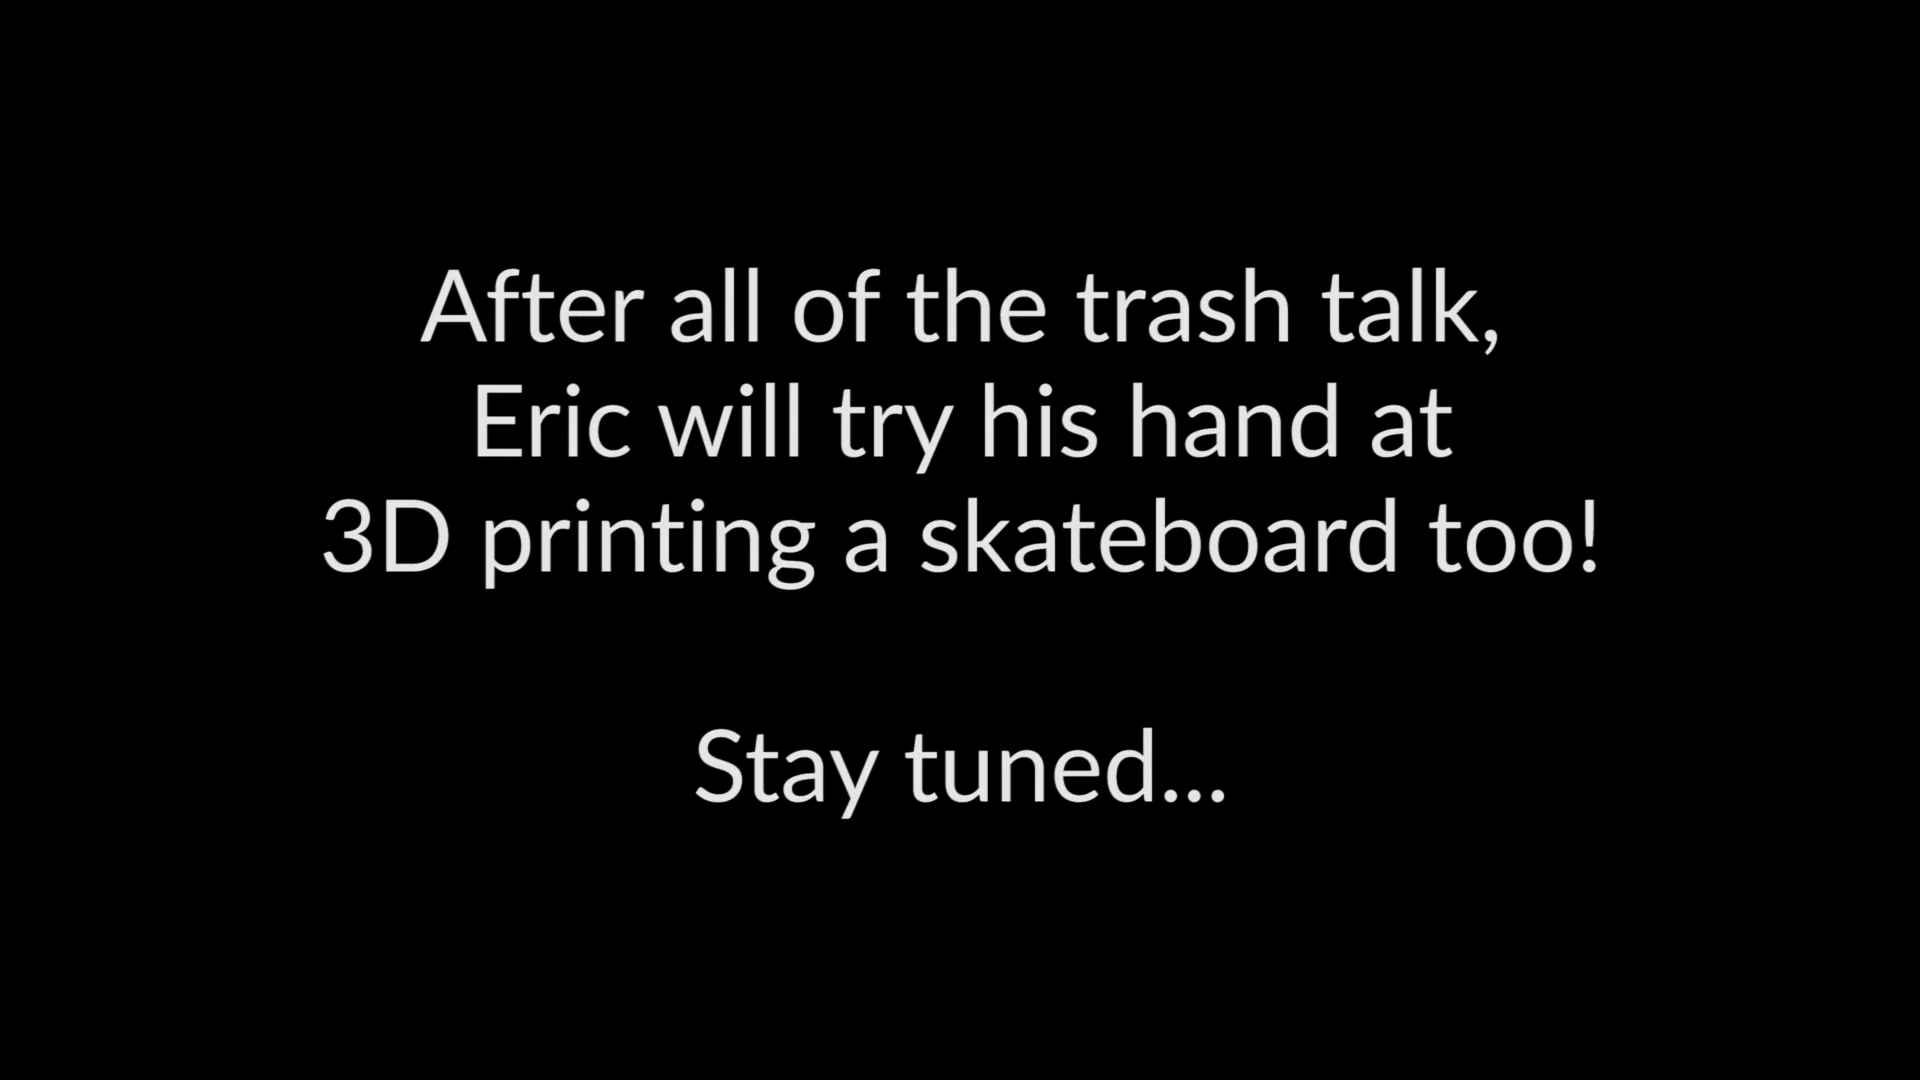 After all of the trash talk,
Eric will try his hand at
3D printing a skateboard too!
Stay tuned...